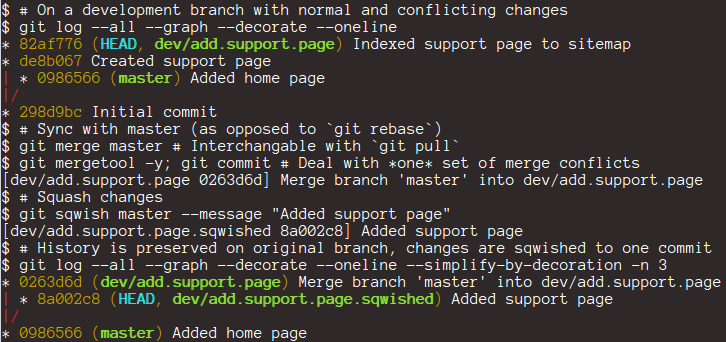 $ # On a development branch with normal and conflicting changes
$ git log --all --graph --decorate --oneline
* 82af776 (HEAD, dev/add.support.page) Indexed support page to sitemap
* de8b067 Created support page
| * 0986566 (master) Added home page
|/
* 298d9bc Initial commit
$ # Sync with master (as opposed to `git rebase`)
$ git merge master # Interchangable with `git pull`
$ git mergetool -y; git commit # Deal with *one* set of merge conflicts
[dev/add.support.page 0263d6d] Merge branch 'master' into dev/add.support.page
$ # Squash changes
$ git sqwish master --message "Added support page"
[dev/add.support.page.sqwished 8a002c8] Added support page
$ # History is preserved on original branch, changes are sqwished to one commit
$ git log --all --graph --decorate --oneline --simplify-by-decoration -n 3
* 0263d6d (dev/add.support.page) Merge branch 'master' into dev/add.support.page
| * 8a002c8 (HEAD, dev/add.support.page.sqwished) Added support page
|/
* 0986566 (master) Added home page